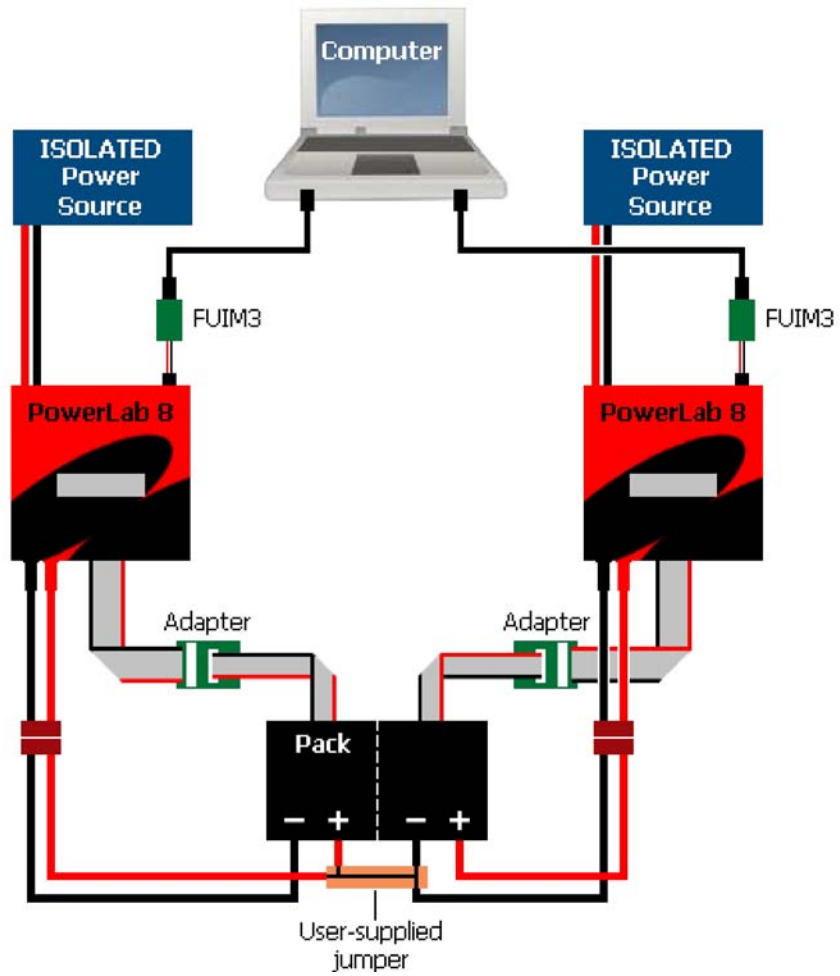 Computer
ISOLATED
Power
Source
ISOLATED
Power
Source
FUIM3
FUIM3
PowerLab 8
PowerLab 8
Adapter
Adapter
Pack
− +
− +
User-supplied
jumper